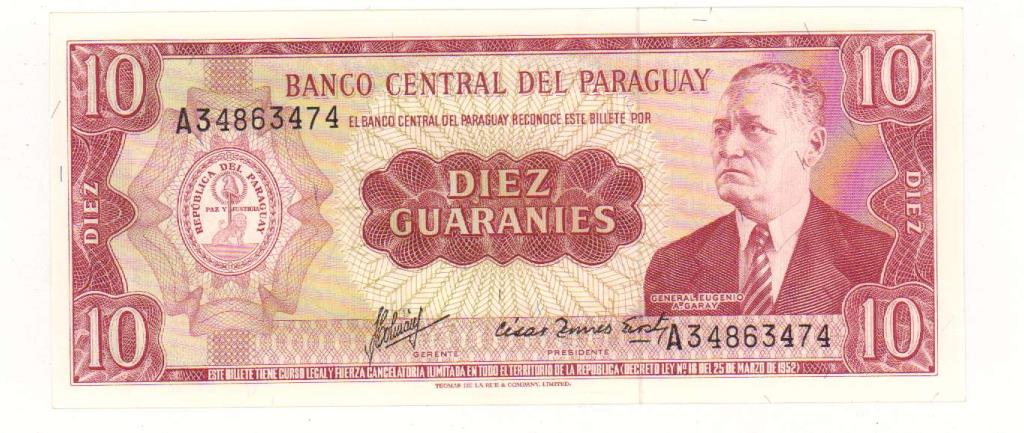 10
10
BANCO CENTRAL DEL PARAGUAY
A34863474
EL BANCO CENTRAL DEL PARAGUAY RECONOCE ESTE BILLETE POR
REPÚBLICA DEL PARAGUAY
PAZ Y JUSTICIA
DIEZ
DIEZ
GUARANIES
DIEZ
GENERAL EUGENIO
A. GARAY
10
GERENTE
PRESIDENTE
A34863474
10
ESTE BILLETE TIENE CURSO LEGAL Y FUERZA CANCELATORIA ILIMITADA EN TODO EL TERRITORIO DE LA REPUBLICA (DECRETO LEY Nº 18 DEL 25 DE MARZO DE 1952)
THOMAS DE LA RUE & COMPANY, LIMITED.